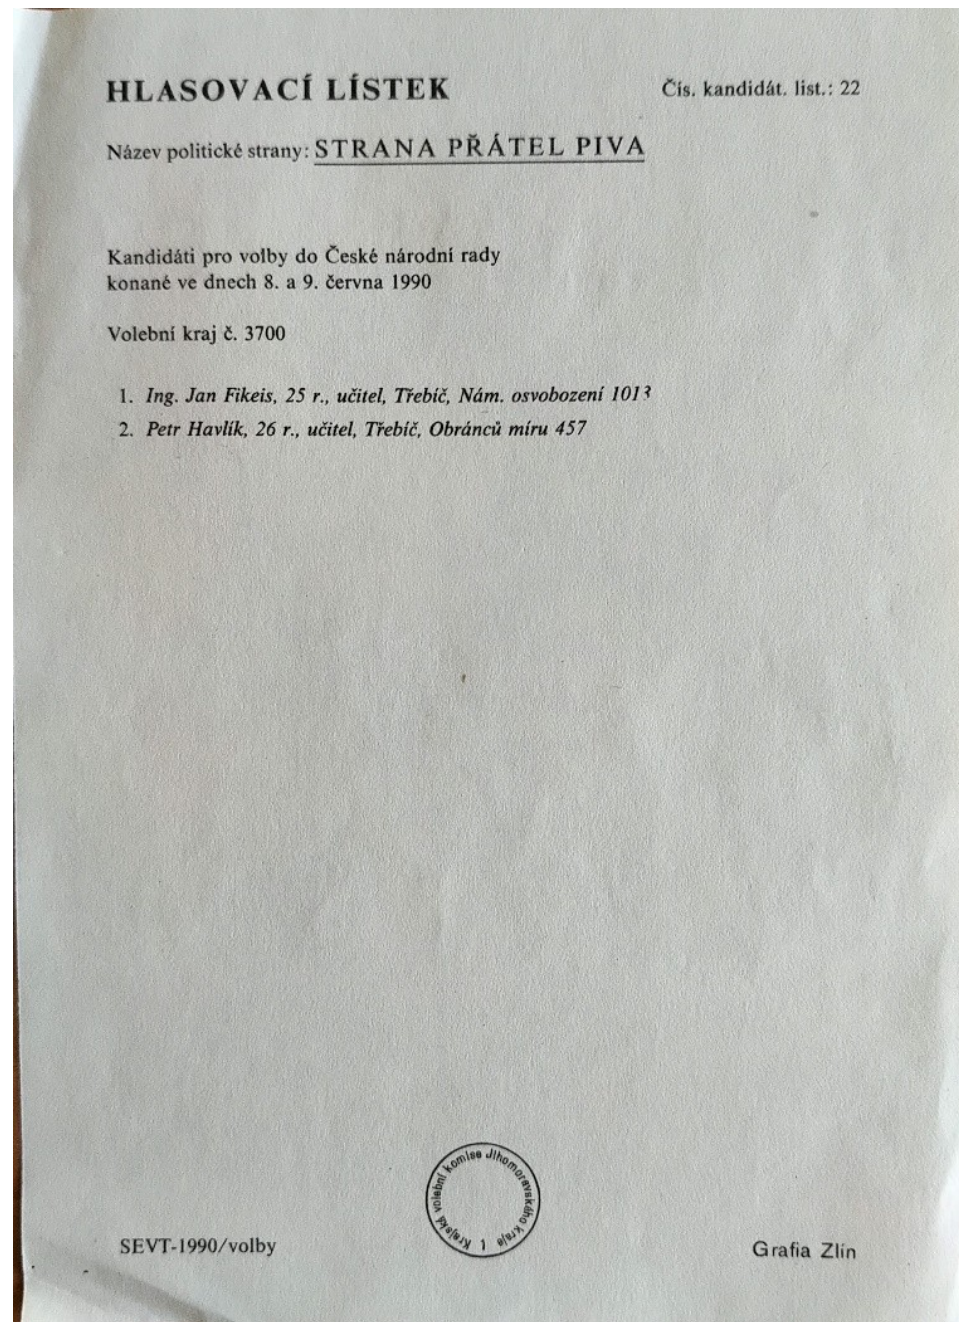 HLASOVACÍ LÍSTEK
Čís. kandidát. list.: 22
Název politické strany: STRANA PŘÁTEL PIVA
Kandidáti pro volby do České národní rady
konané ve dnech 8. a 9. června 1990
Volební kraj č. 3700
1. Ing. Jan Fikeis, 25 r., učitel, Třebíč, Nám. osvobození 1013
2. Petr Havlík, 26 r., učitel, Třebíč, Obránců míru 457
Krajská volební komise Jihomoravského kraje 1
SEVT-1990/volby
Grafia Zlín